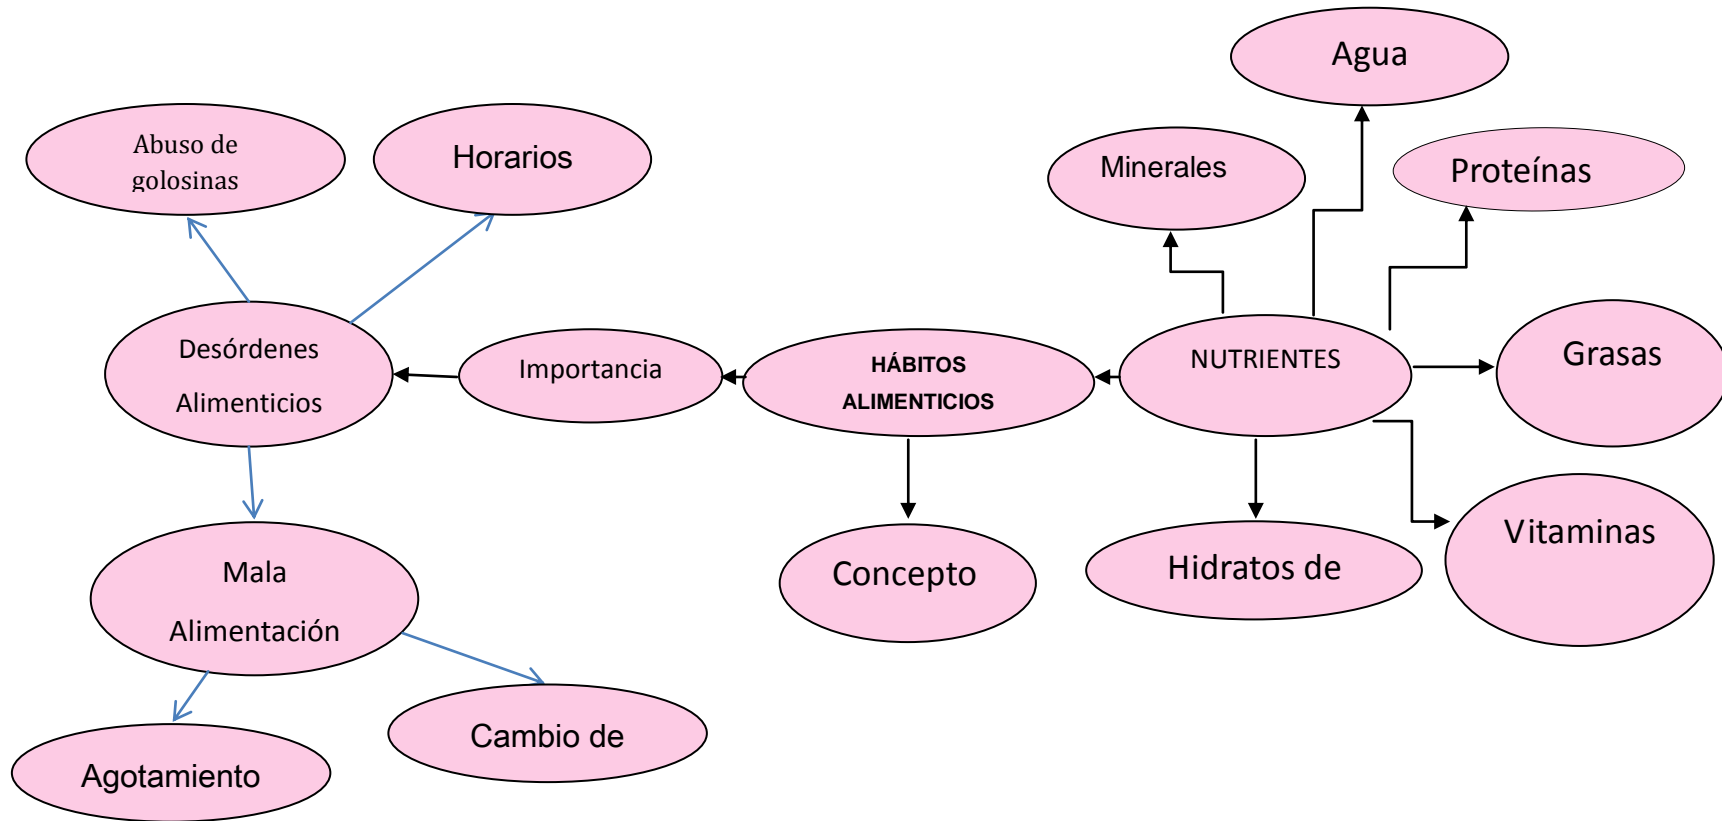 Agua
Abuso de
golosinas
Horarios
Minerales
Proteínas
Desórdenes
Alimenticios
Importancia
HÁBITOS
ALIMENTICIOS
NUTRIENTES
Grasas
Mala
Alimentación
Concepto
Hidratos de
Vitaminas
Agotamiento
Cambio de